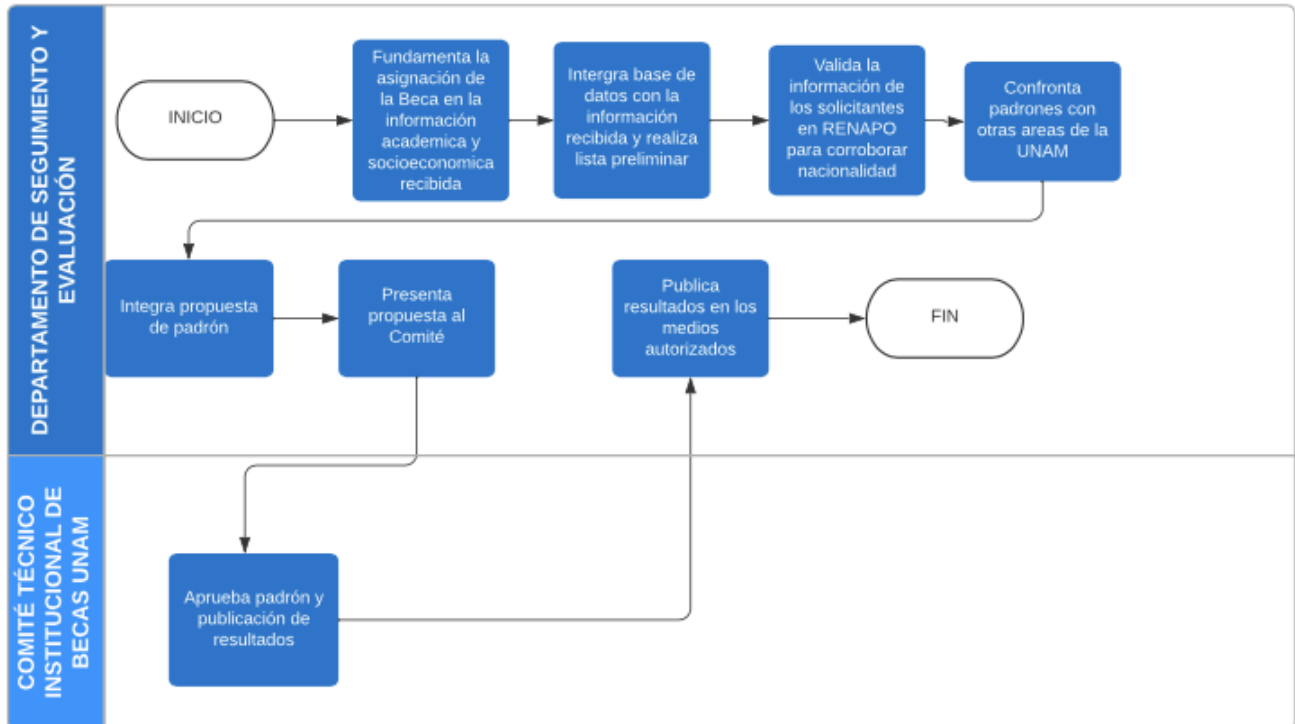 DEPARTAMENTO DE SEGUIMIENTO Y
EVALUACIÓN
INICIO
Fundamenta la
asignación de
la Beca en la
información
academica y
socioeconomica
recibida
Intergra base de
datos con la
información
recibida y realiza
lista preliminar
Valida la
información de
los solicitantes
en RENAPO
para corroborar
nacionalidad
Confronta
padrones con
otras areas de la
UNAM
Integra propuesta
de padrón
Presenta
propuesta al
Comité
Publica
resultados en los
medios
autorizados
FIN
COMITÉ TÉCNICO
INSTITUCIONAL DE
BECAS UNAM
Aprueba padrón y
publicación de
resultados